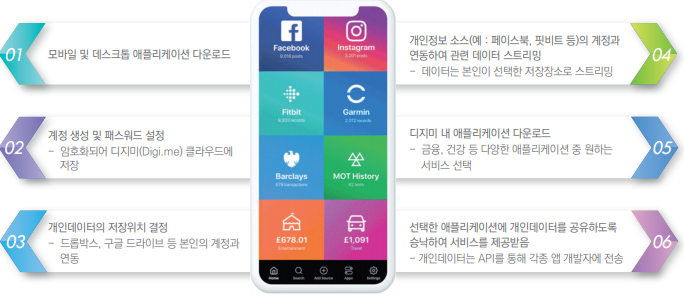 01
모바일 및 데스크톱 애플리케이션 다운로드
02
계정 생성 및 패스워드 설정
- 암호화되어 디지미(Digi.me) 클라우드에
저장
03
개인데이터의 저장위치 결정
- 드롭박스, 구글 드라이브 등 본인의 계정과
연동
Facebook
9,018 posts
Instagram
5,201 posts
Fitbit
Garmin
2,012 records
Barclays
MOT History
£678.01
Entertainment
£1,091
Travel
Home
Search
Add Source
Apps
Settings
개인정보 소스(예 : 페이스북, 핏비트 등)의 계정과
연동하여 관련 데이터 스트리밍
- 데이터는 본인이 선택한 저장장소로 스트리밍
04
디지미 내 애플리케이션 다운로드
- 금융, 건강 등 다양한 애플리케이션 중 원하는
서비스 선택
05
선택한 애플리케이션에 개인데이터를 공유하도록
승낙하여 서비스를 제공받음
- 개인데이터는 API를 통해 각종 앱 개발자에 전송
06